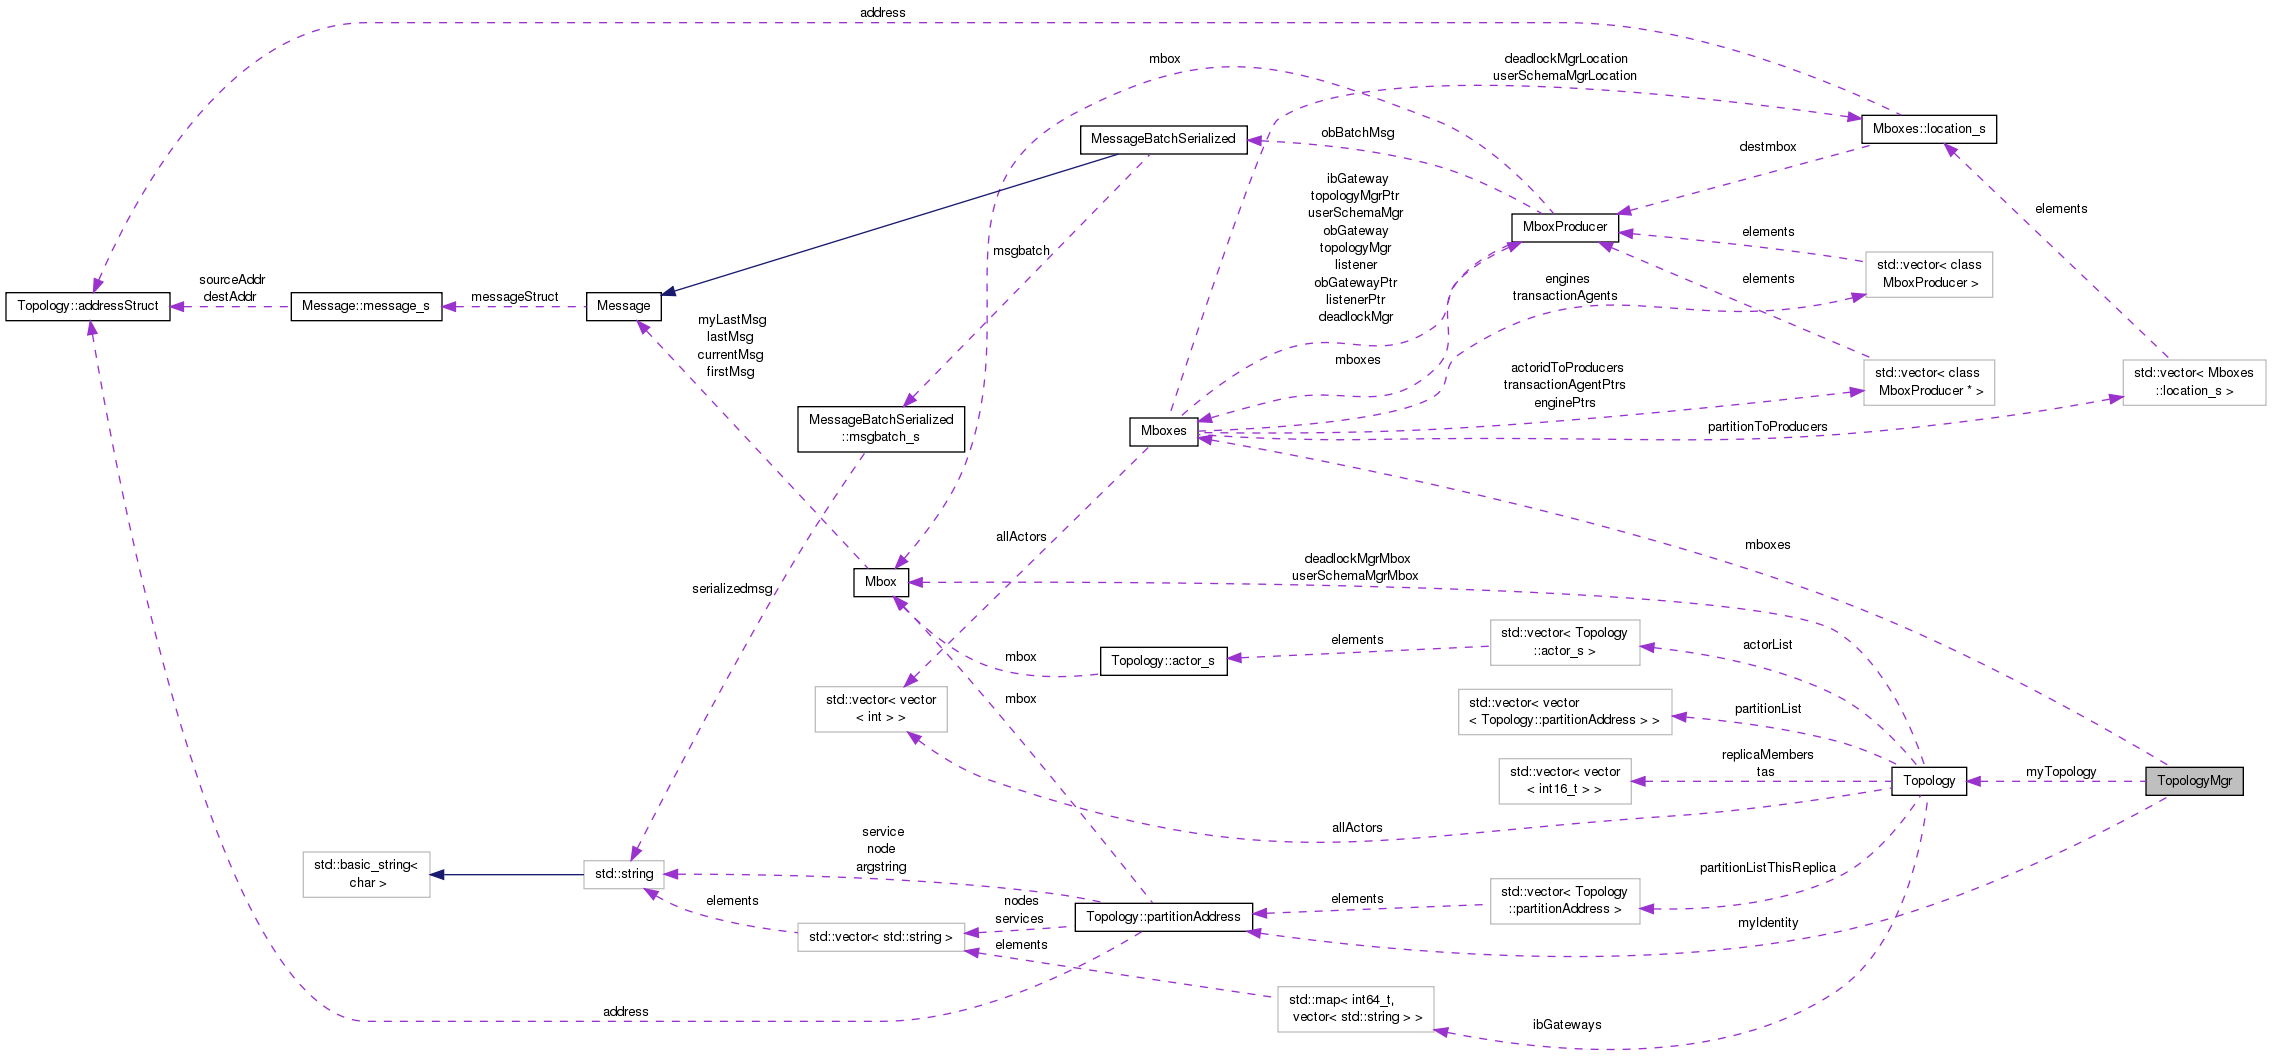 address
deadlockMgrLocation
userSchemaMgrLocation
mbox
MessageBatchSerialized
obBatchMsg
Mboxes::location_s
destmbox
ibGateway
topologyMgrPtr
userSchemaMgr
obGateway
topologyMgr
listener
obGatewayPtr
listenerPtr
deadlockMgr
elements
MboxProducer
elements
msgbatch
std::vector< class
MboxProducer >
engines
transactionAgents
elements
Topology::addressStruct
sourceAddr
destAddr
Message::message_s
messageStruct
Message
myLastMsg
lastMsg
currentMsg
firstMsg
mboxes
actoridToProducers
transactionAgentPtrs
enginePtrs
std::vector< class
MboxProducer * >
std::vector< Mboxes
::location_s >
MessageBatchSerialized
::msgbatch_s
Mboxes
partitionToProducers
allActors
mboxes
deadlockMgrMbox
userSchemaMgrMbox
Mbox
serializedmsg
mbox
Topology::actor_s
elements
std::vector< Topology
::actor_s >
actorList
std::vector< vector
< int > >
mbox
std::vector< vector
< Topology::partitionAddress > >
partitionList
std::vector< vector
< int16_t > >
replicaMembers
tas
Topology
myTopology
TopologyMgr
allActors
std::basic_string<
char >
std::string
service
node
argstring
partitionListThisReplica
elements
std::vector< Topology
::partitionAddress >
elements
nodes
services
Topology::partitionAddress
myIdentity
std::vector< std::string >
elements
address
std::map< int64_t,
vector< std::string > >
ibGateways